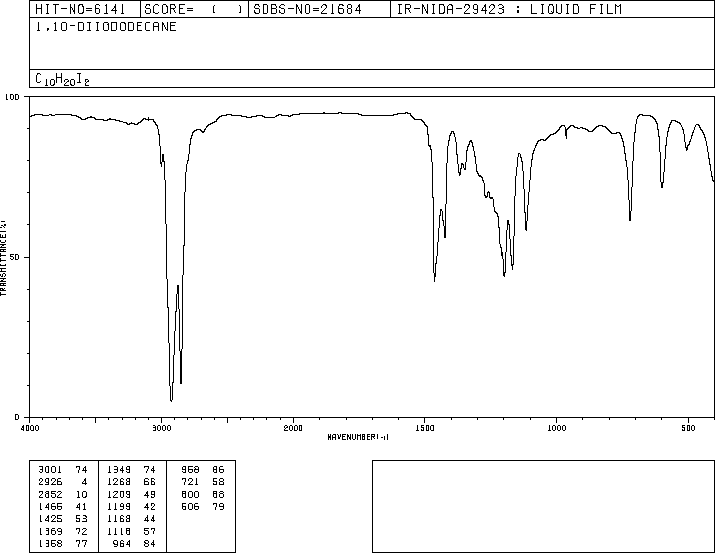 HIT-NO=6141 SCORE= ( ) SDBS-NO=21684 IR-NIDA-29423 : LIQUID FILM
1,10-DIIODODECANE
C10H20I2
100
50
0
TRANSMITTANCE(%)
4000 3000 2000 1500 1000 500
WAVENUMBER(-1)
3001 74 1349 74 958 86
2926 4 1268 66 721 58
2852 10 1209 49 600 68
1466 41 1199 42 506 79
1425 53 1168 44
1369 72 1118 57
1358 77 964 84